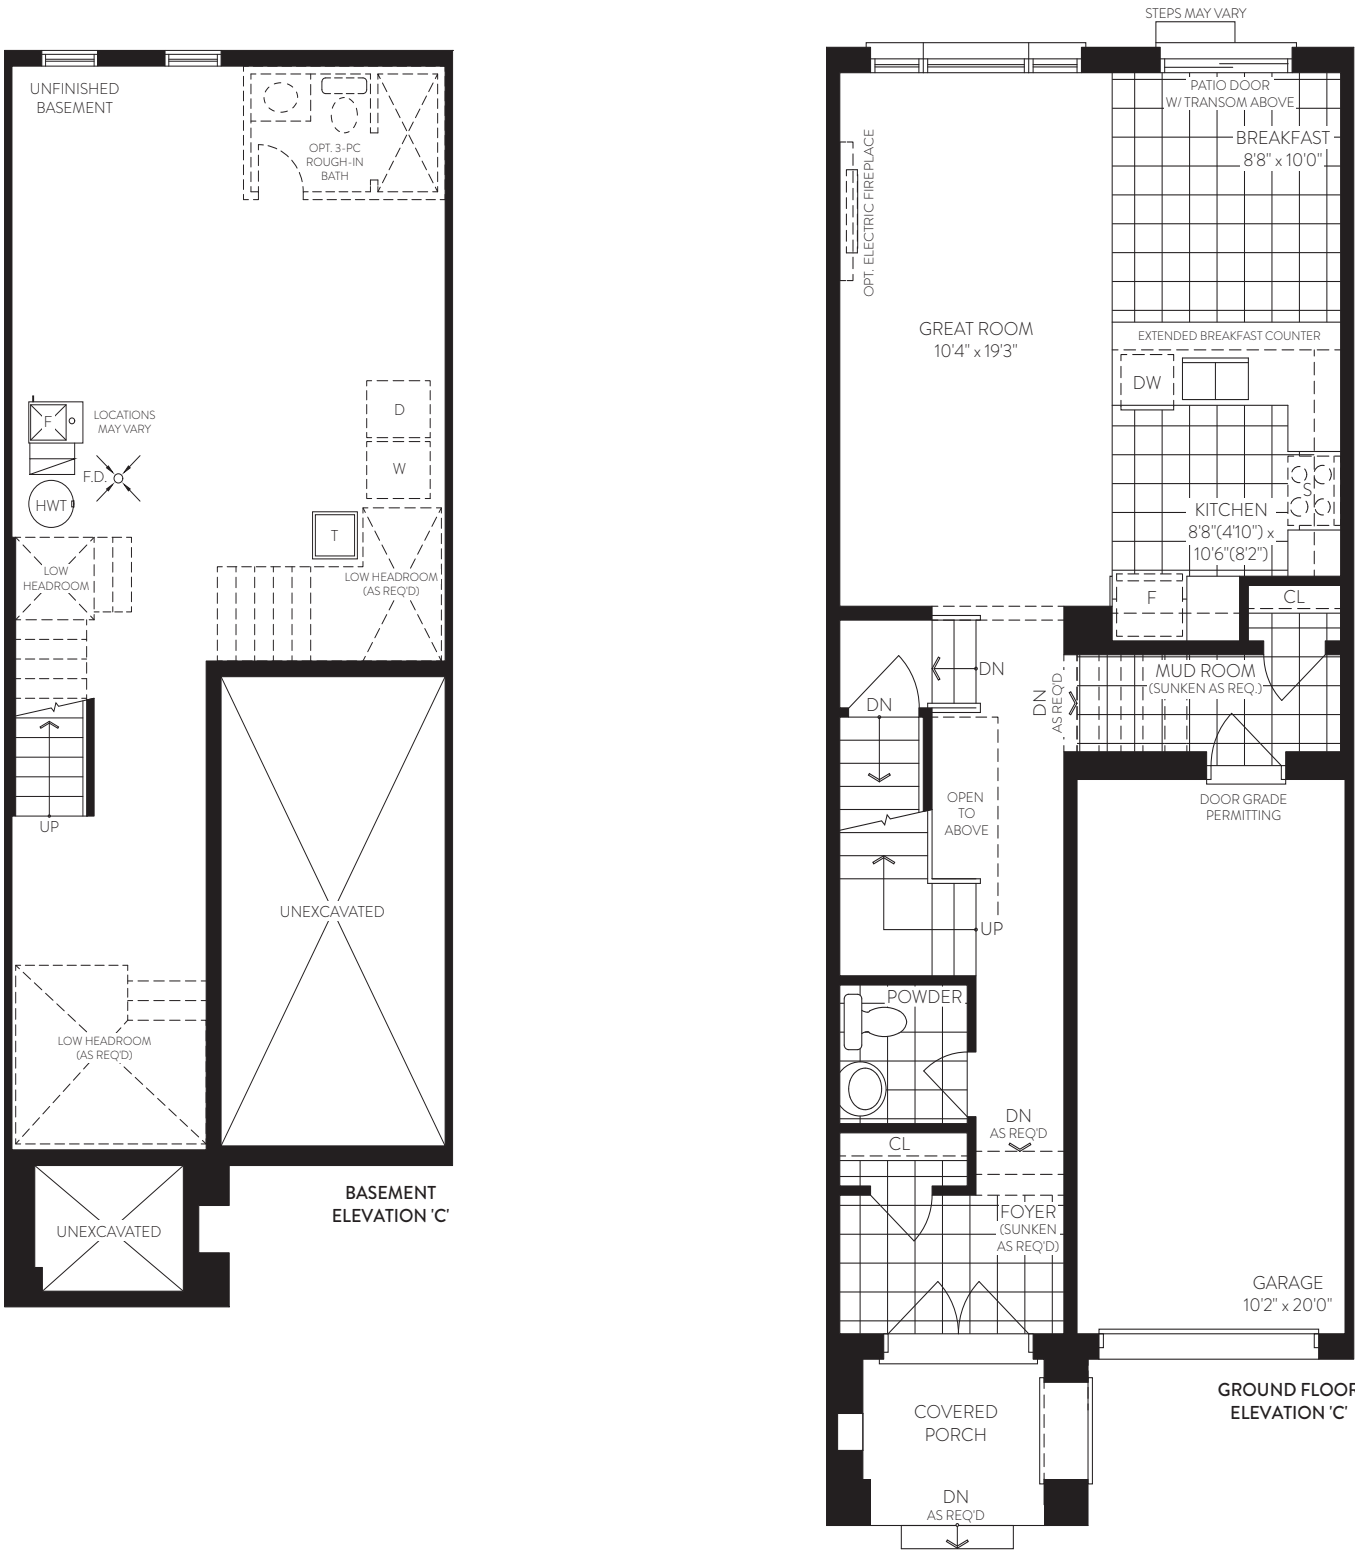 UNFINISHED
BASEMENT
OPT. 3-PC
ROUGH-IN
BATH
F
LOCATIONS
MAY VARY
F.D.
HWT
D
W
T
LOW
HEADROOM
LOW HEADROOM
(AS REQ'D)
UP
UNEXCAVATED
LOW HEADROOM
(AS REQ'D)
UNEXCAVATED
BASEMENT
ELEVATION 'C'
STEPS MAY VARY
PATIO DOOR
W/ TRANSOM ABOVE
BREAKFAST
8'8" x 10'0"
OPT. ELECTRIC FIREPLACE
GREAT ROOM
10'4" x 19'3"
EXTENDED BREAKFAST COUNTER
DW
S
KITCHEN
8'8"(4'10") x
10'6"(8'2")
F
CL
DN
DN
AS REQ'D
MUD ROOM
(SUNKEN AS REQ.)
DN
OPEN
TO
ABOVE
DOOR GRADE
PERMITTING
UP
POWDER
DN
AS REQ'D
CL
FOYER
(SUNKEN
AS REQ'D)
GARAGE
10'2" x 20'0"
GROUND FLOOR
ELEVATION 'C'
COVERED
PORCH
DN
AS REQ'D